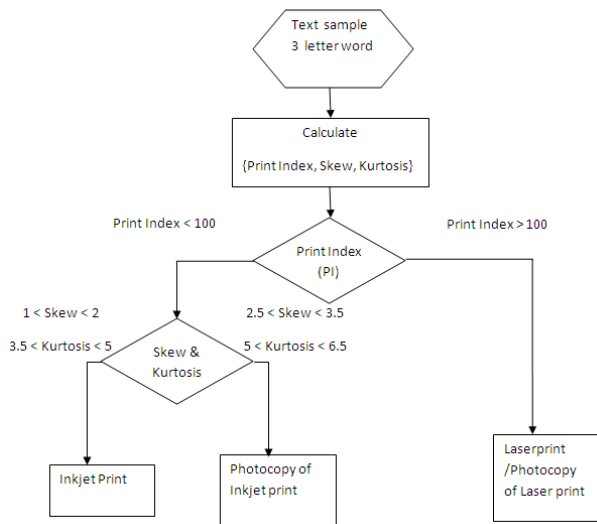 Text sample
3 letter word
Calculate
{Print Index, Skew, Kurtosis}
Print Index < 100
Print Index > 100
Print Index
(PI)
1 < Skew < 2
2.5 < Skew < 3.5
3.5 < Kurtosis < 5
5 < Kurtosis < 6.5
Skew &
Kurtosis
Inkjet Print
Photocopy of
Inkjet print
Laserprint
/Photocopy
of Laser print